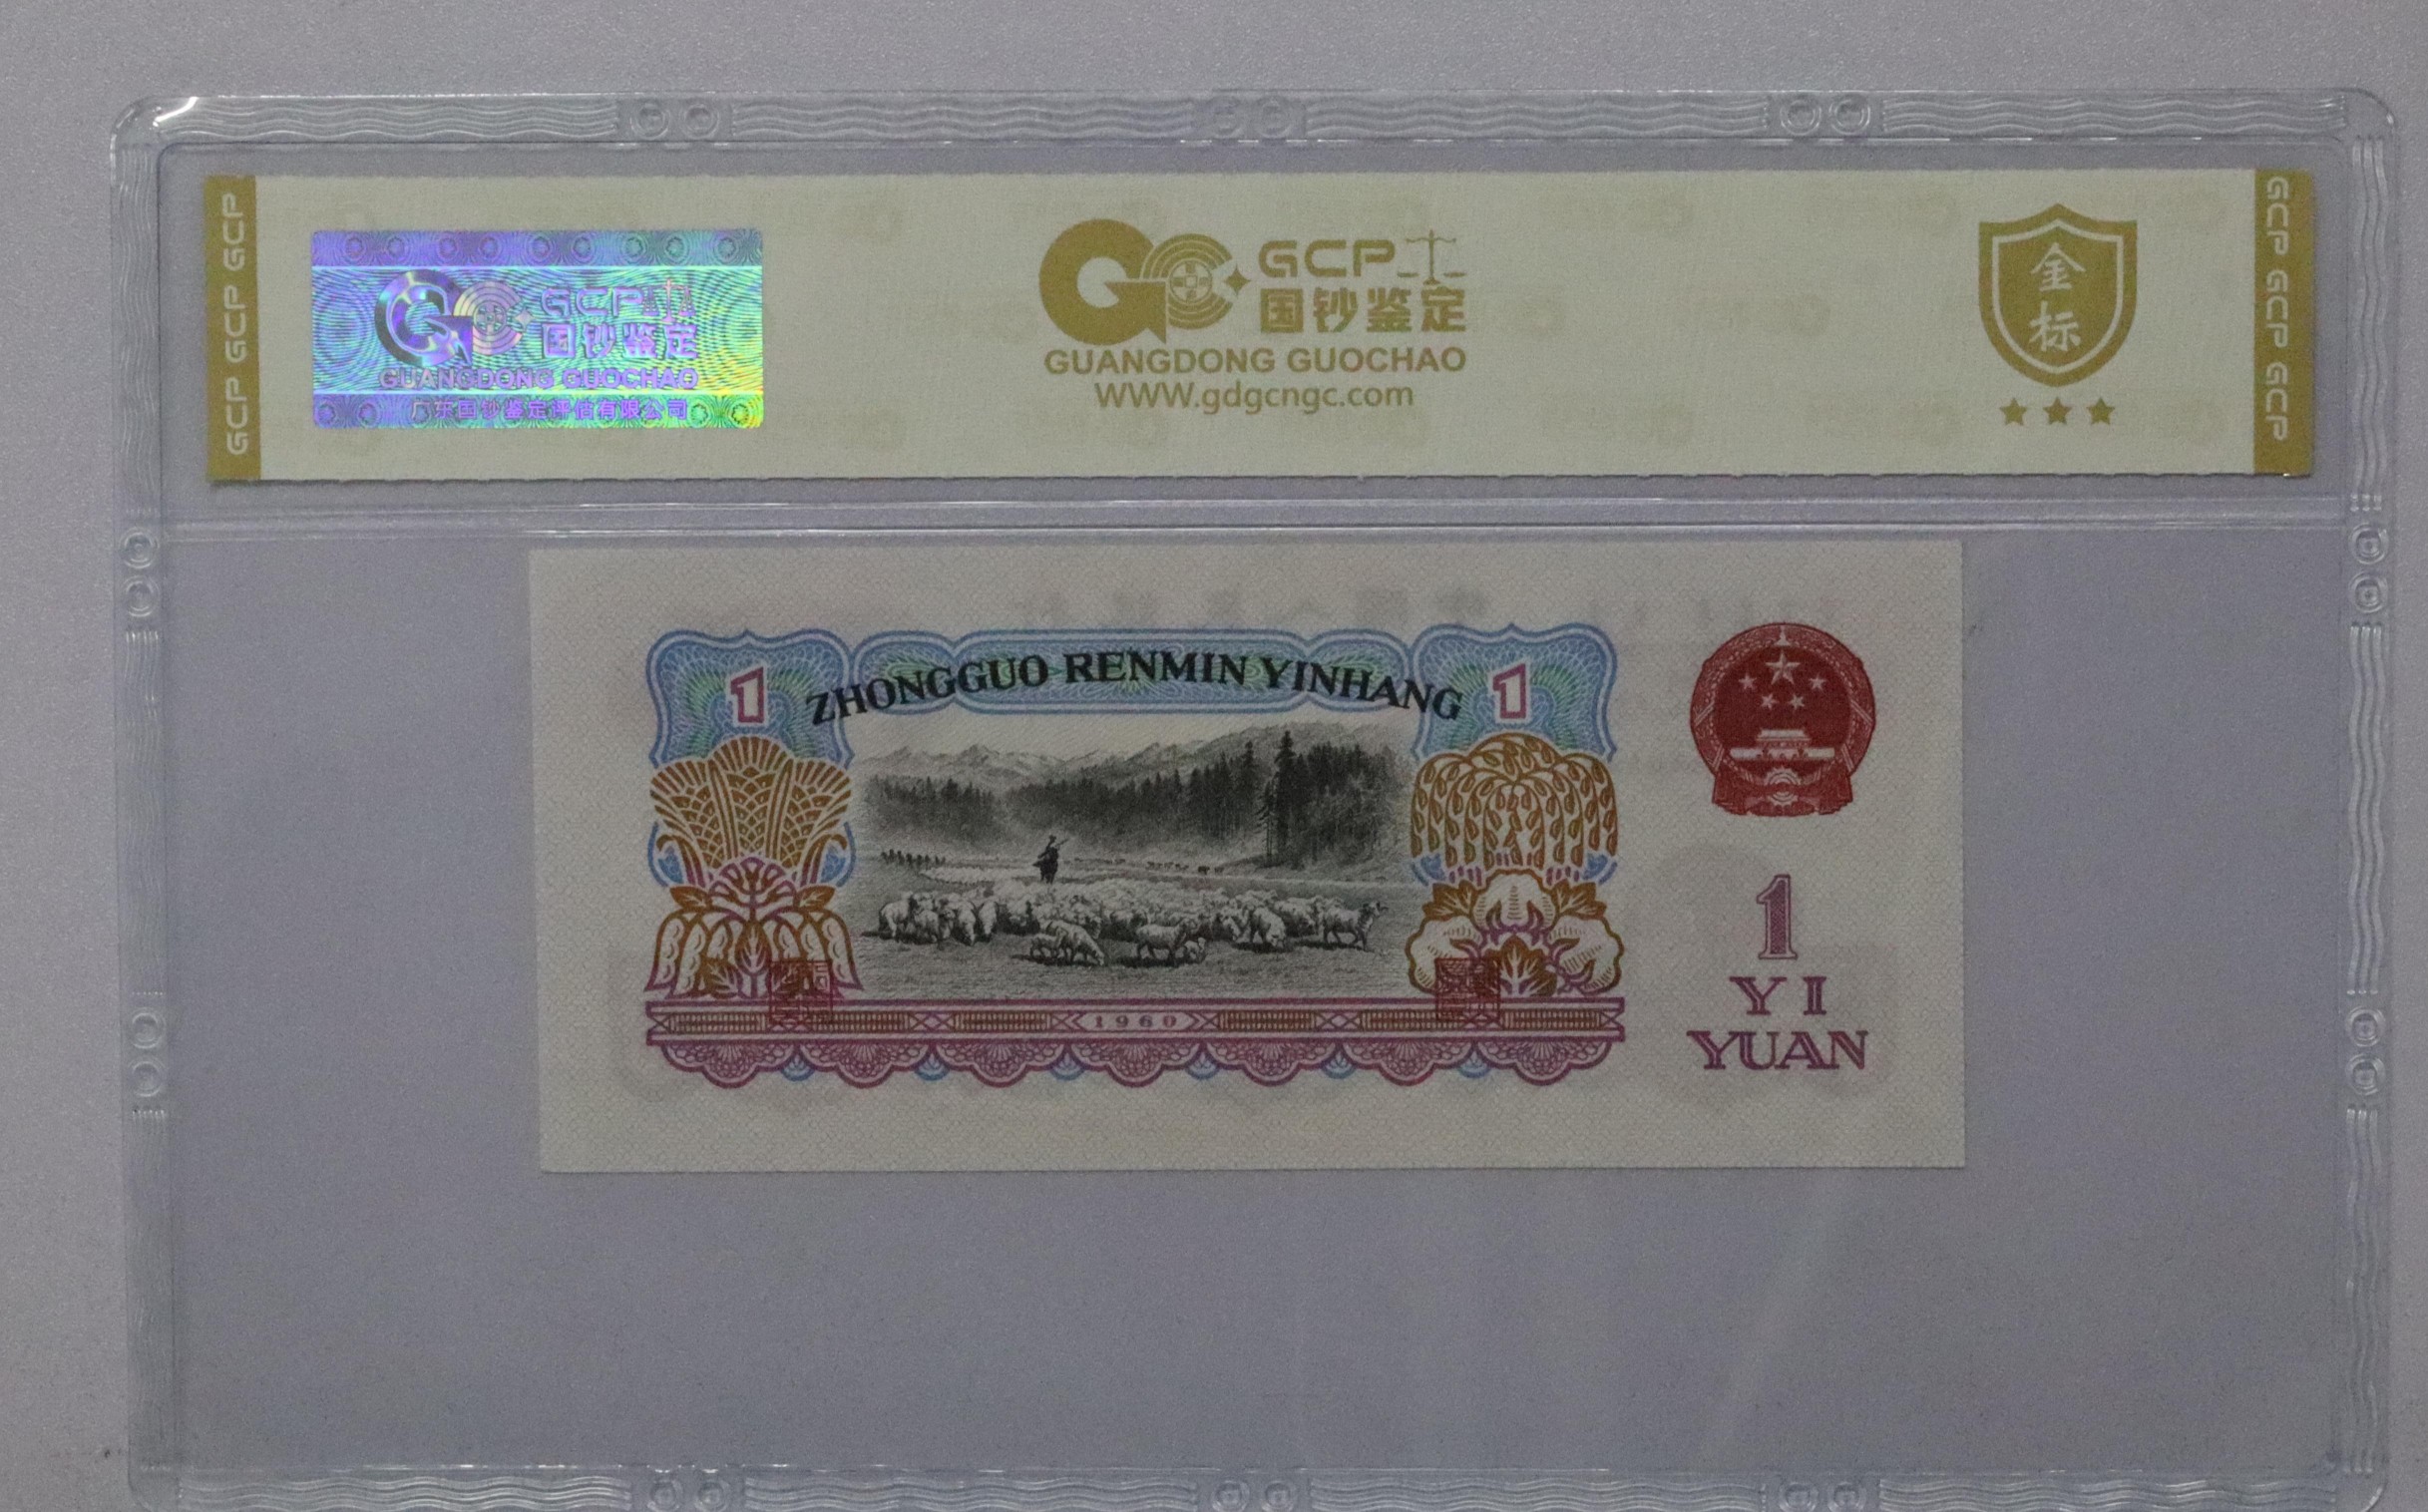 GCP GCP GCP
GCP
国钞鉴定
GUANGDONG GUOCHAO
广东国钞鉴定评估有限公司
GCP
国钞鉴定
GUANGDONG GUOCHAO
WWW.gdgcngc.com
金
标
GCP GCP GCP
1
ZHONGGUO RENMIN YINHANG
1
1960
1
YI
YUAN